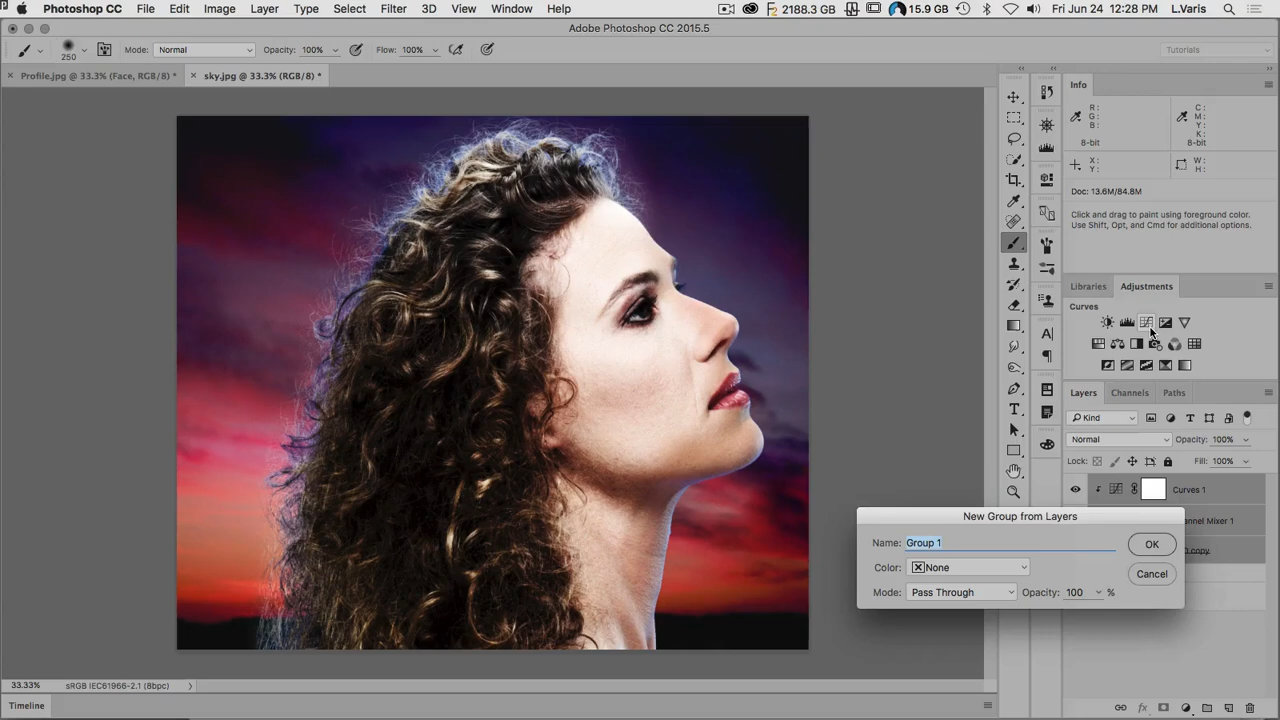 Photoshop CC File Edit Image Layer Type Select Filter 3D View Window Help 2188.3 GB 15.9 GB Fri Jun 24 12:28 PM L.Varis
Adobe Photoshop CC 2015.5
250 Mode: Normal Opacity: 100% Flow: 100% Tutorials
Profile.jpg @ 33.3% (Face, RGB/8) * sky.jpg @ 33.3% (RGB/8) *
Info
R: C:
G: M:
B: Y:
K:
8-bit 8-bit
X: W:
Y: H:
Doc: 13.6M/84.8M
Click and drag to paint using foreground color.
Use Shift, Opt, and Cmd for additional options.
Libraries Adjustments
Curves
Layers Channels Paths
Kind
Normal Opacity: 100%
Lock: Fill: 100%
Curves 1
annel Mixer 1
copy
New Group from Layers
Name: Group 1
OK
Color: None
Cancel
Mode: Pass Through Opacity: 100 %
33.33% sRGB IEC61966-2.1 (8bpc)
Timeline